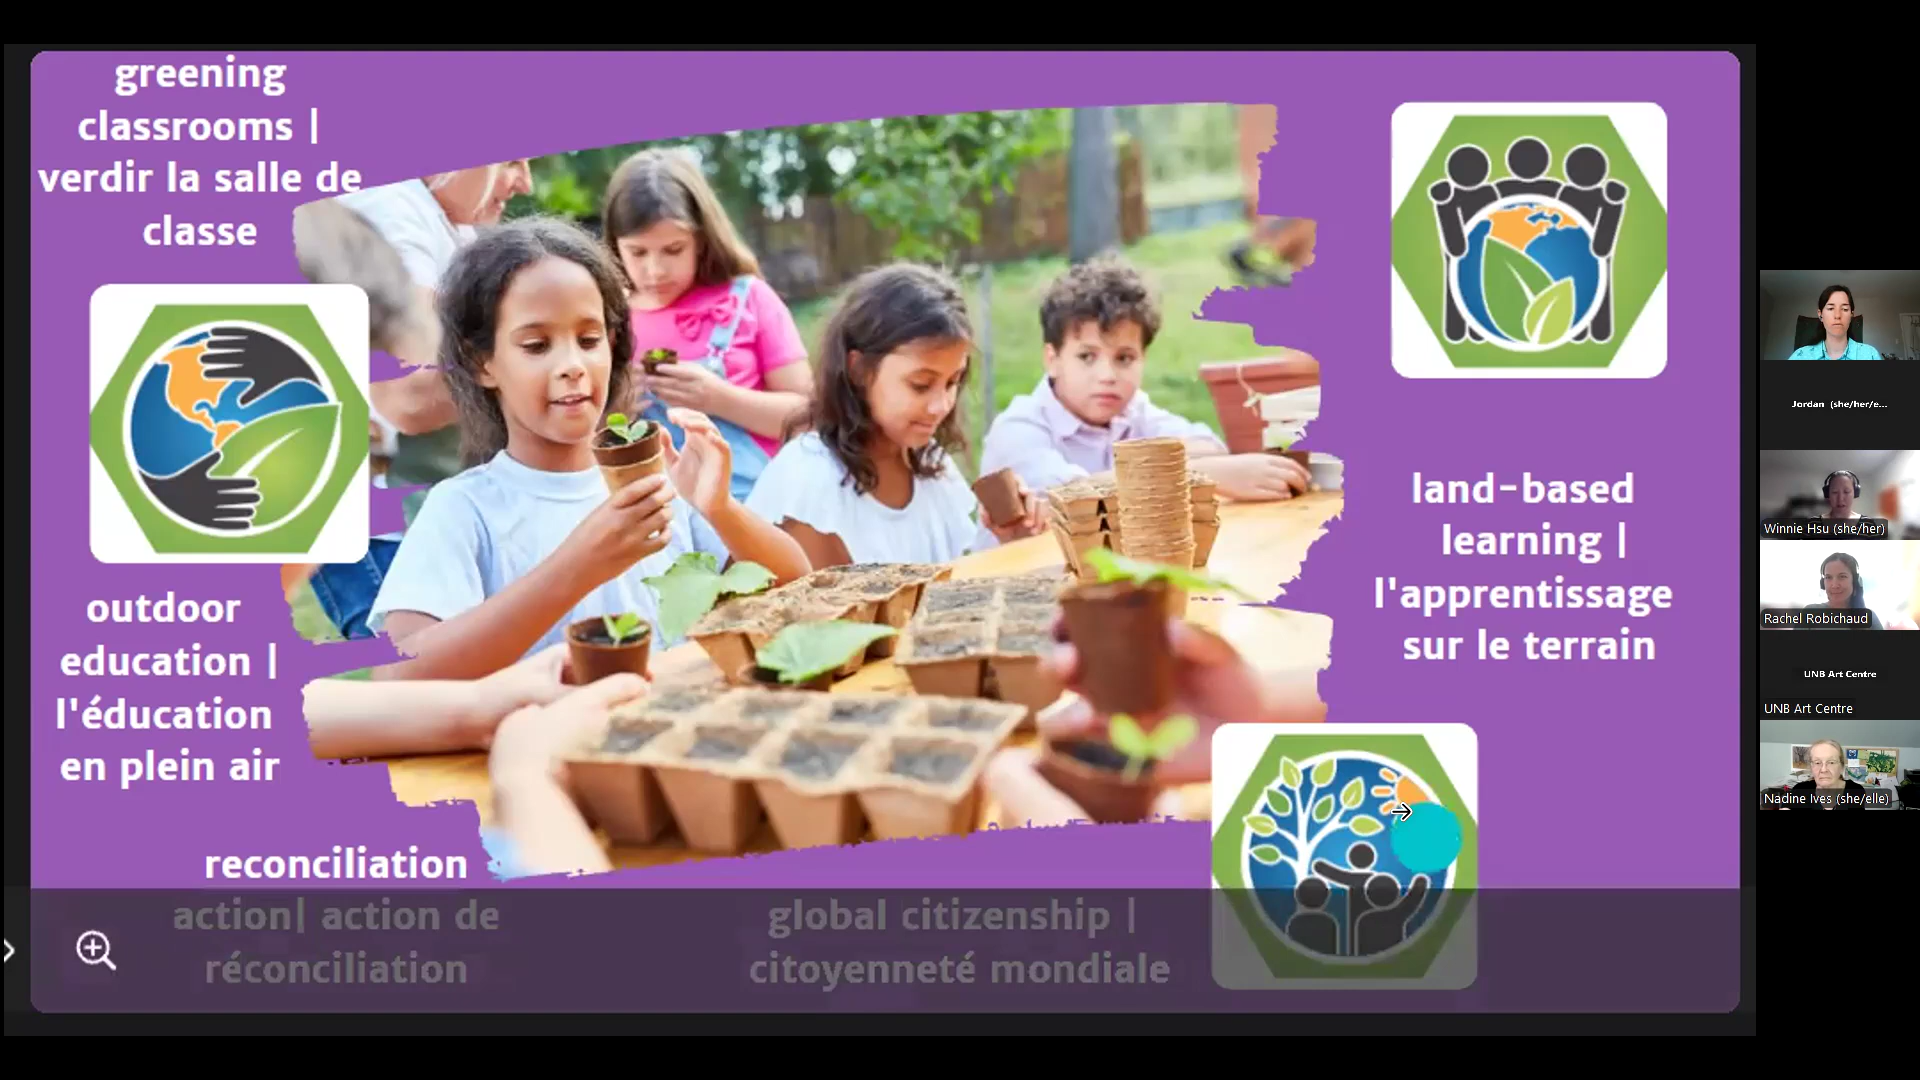 greening
classrooms |
verdir la salle de
classe
outdoor
education |
l'éducation
en plein air
reconciliation
action| action de
réconciliation
global citizenship |
citoyenneté mondiale
land-based
learning |
l'apprentissage
sur le terrain
Jordan (she/her/e...
Winnie Hsu (she/her)
Rachel Robichaud
UNB Art Centre
UNB Art Centre
Nadine Ives (she/elle)